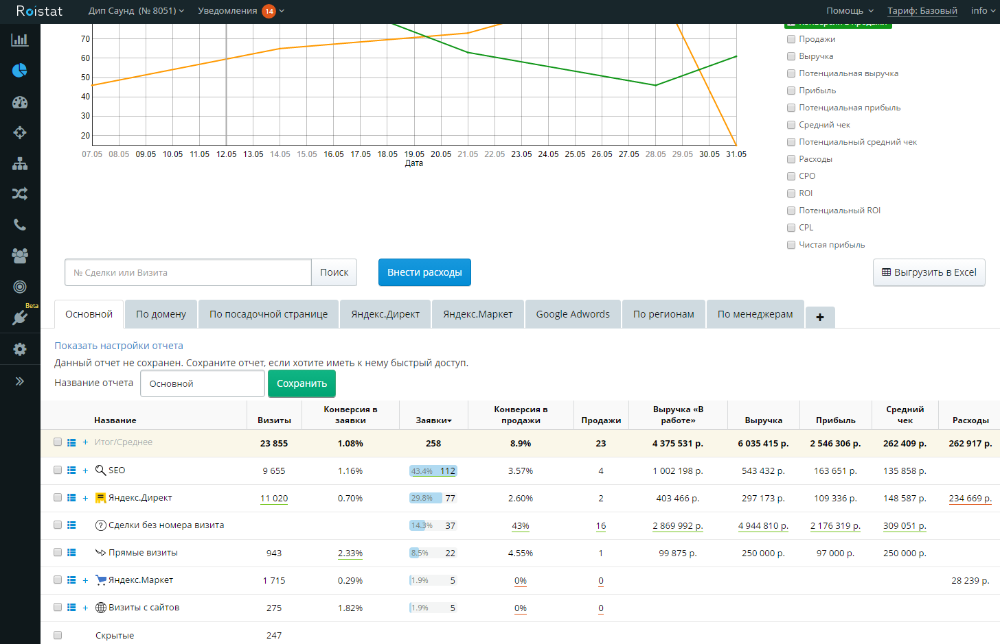 Roistat Дип Саунд (№ 8051) Уведомления 14 Помощь Тариф: Базовый info
Конверсия в продажи
Продажи
Выручка
Потенциальная выручка
Прибыль
Потенциальная прибыль
Средний чек
Потенциальный средний чек
Расходы
CPO
ROI
Потенциальный ROI
CPL
Чистая прибыль
70
60
50
40
30
20
07.05 08.05 09.05 10.05 11.05 12.05 13.05 14.05 15.05 16.05 17.05 18.05 19.05 20.05 21.05 22.05 23.05 24.05 25.05 26.05 27.05 28.05 29.05 30.05 31.05
Дата
№ Сделки или Визита Поиск Внести расходы Выгрузить в Excel
Beta
Основной По домену По посадочной странице Яндекс.Директ Яндекс.Маркет Google Adwords По регионам По менеджерам +
Показать настройки отчета
Данный отчет не сохранен. Сохраните отчет, если хотите иметь к нему быстрый доступ.
Название отчета Основной Сохранить
Название Визиты Конверсия в заявки Заявки Конверсия в продажи Продажи Выручка «В работе» Выручка Прибыль Средний чек Расходы
+ Итог/Среднее 23 855 1.08% 258 8.9% 23 4 375 531 р. 6 035 415 р. 2 546 306 р. 262 409 р. 262 917 р.
+ SEO 9 655 1.16% 43.4% 112 3.57% 4 1 002 198 р. 543 432 р. 163 651 р. 135 858 р.
+ Яндекс.Директ 11 020 0.70% 29.8% 77 2.60% 2 403 466 р. 297 173 р. 109 336 р. 148 587 р. 234 669 р.
? Сделки без номера визита 14.3% 37 43% 16 2 869 992 р. 4 944 810 р. 2 176 319 р. 309 051 р.
Прямые визиты 943 2.33% 8.5% 22 4.55% 1 99 875 р. 250 000 р. 97 000 р. 250 000 р.
+ Яндекс.Маркет 1 715 0.29% 1.9% 5 0% 0 28 239 р.
+ Визиты с сайтов 275 1.82% 1.9% 5 0% 0
Скрытые 247